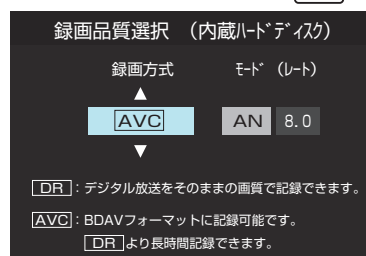 録画品質選択 （内蔵ﾊｰﾄﾞﾃﾞｨｽｸ）
録画方式 ﾓｰﾄﾞ （ﾚｰﾄ）
▲
AVC AN 8.0
▼
DR：デジタル放送をそのままの画質で記録できます。
AVC：BDAVフォーマットに記録可能です。
DRより長時間記録できます。